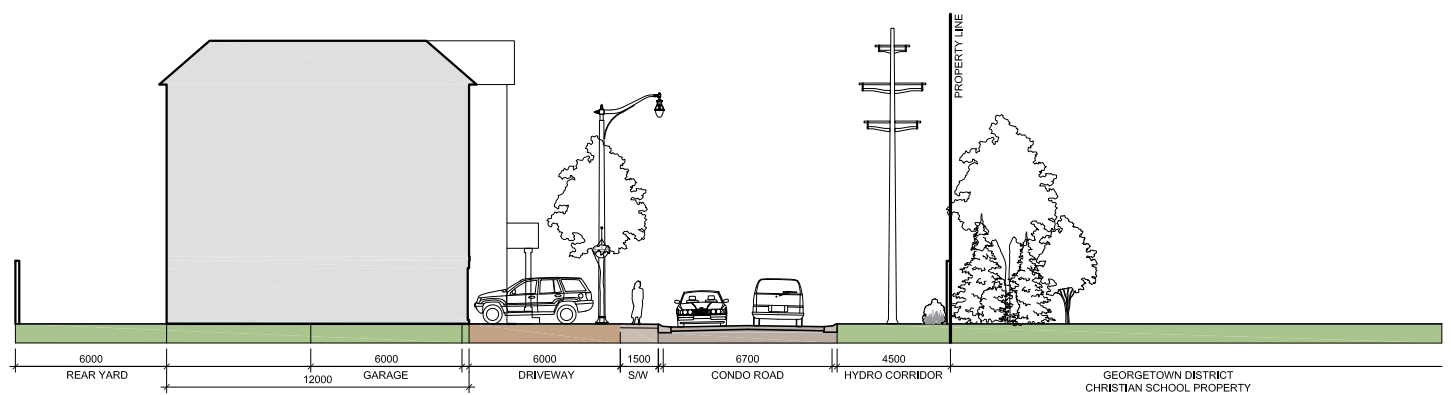 PROPERTY LINE
6000
6000
6000
1500
6700
4500
REAR YARD
GARAGE
DRIVEWAY
S/W
CONDO ROAD
HYDRO CORRIDOR
GEORGETOWN DISTRICT
CHRISTIAN SCHOOL PROPERTY
12000